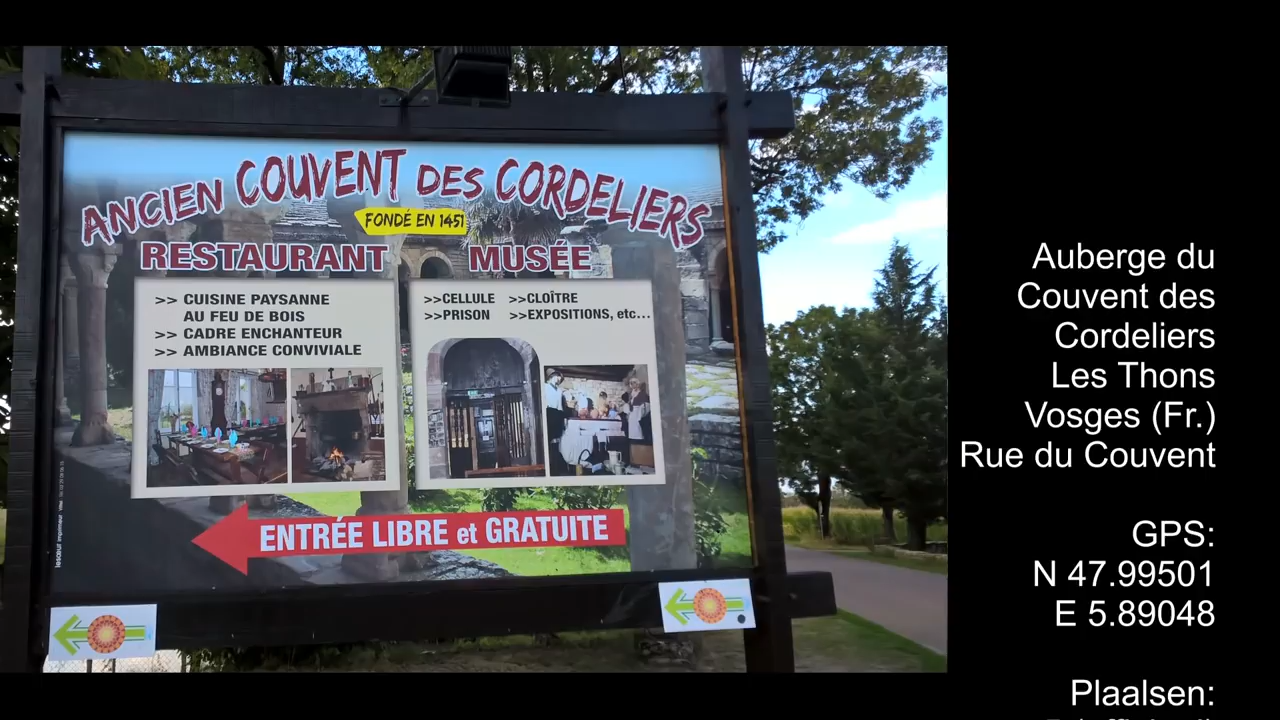 ANCIEN COUVENT DES CORDELIERS
FONDÉ EN 1451
RESTAURANT
>> CUISINE PAYSANNE
AU FEU DE BOIS
>> CADRE ENCHANTEUR
>> AMBIANCE CONVIVIALE
MUSÉE
>>CELLULE >>CLOÎTRE
>>PRISON >>EXPOSITIONS, etc...
ENTRÉE LIBRE et GRATUITE
Auberge du
Couvent des
Cordeliers
Les Thons
Vosges (Fr.)
Rue du Couvent
GPS:
N 47.99501
E 5.89048
Plaalsen: